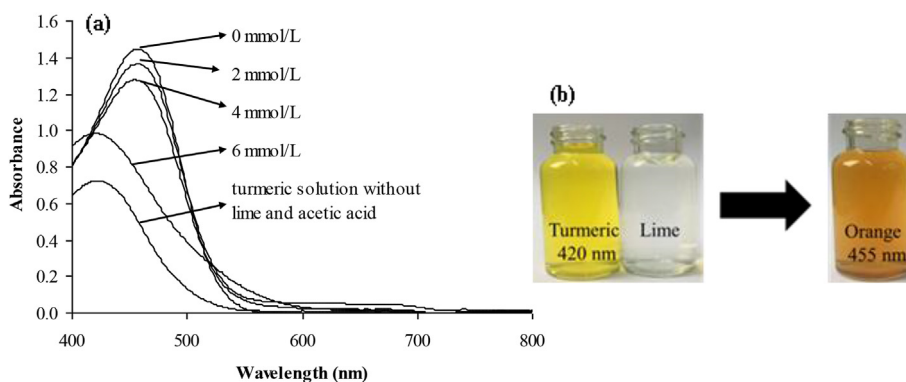 (a)
1.6
1.4
1.2
1.0
0.8
0.6
0.4
0.2
0.0
Absorbance
0 mmol/L
2 mmol/L
4 mmol/L
6 mmol/L
turmeric solution without
lime and acetic acid
400
500
600
700
800
Wavelength (nm)
(b)
Turmeric
420 nm
Lime
Orange
455 nm